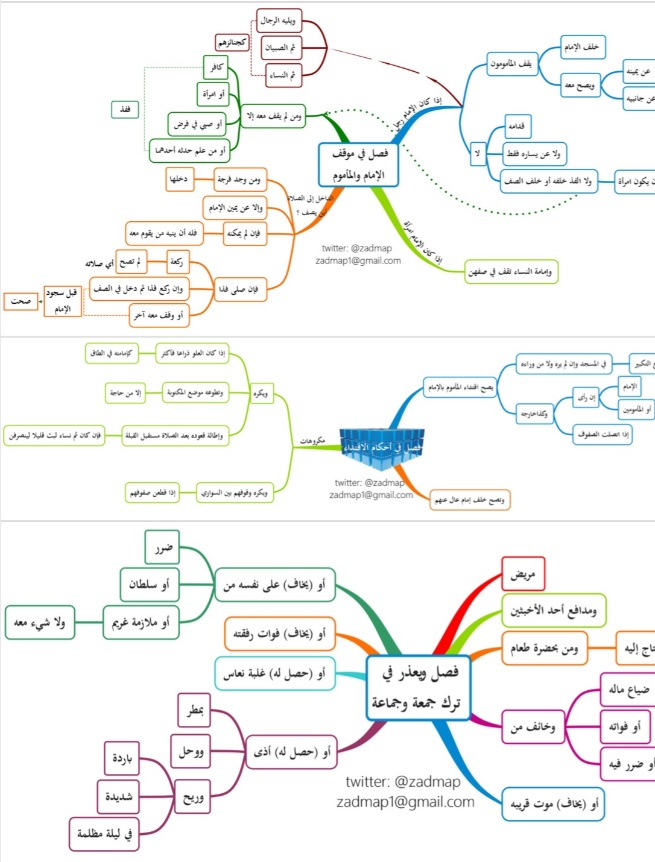 فصل في موقف
الإمام والمأموم
إذا كان الإمام رجل
يقف المأمومون
خلف الإمام
ويصح معه
عن يمينه
عن جانبيه
لا
قدامه
ولا عن يساره فقط
ولا الفذ خلفه أو خلف الصف
ن يكون امرأة
ويليه الرجال
ثم الصبيان
ثم النساء
كجنائزهم
إذا كان الإمام امرأة
وإمامة النساء تقف في صفهن
ومن لم يقف معه إلا
كافر
أو امرأة
أو صبي في فرض
أو من علم حدثه أحدهما
ففذ
الداخل إلى الصلاة
أين يصف ؟
ومن وجد فرجة
دخلها
وإلا عن يمين الإمام
فإن لم يمكنه
فله أن ينبه من يقوم معه
فإن صلى فذا
ركعة
لم تصح
أي صلاته
وإن ركع فذا ثم دخل في الصف
أو وقف معه آخر
قبل سجود
الإمام
صحت
twitter: @zadmap
zadmap1@gmail.com
فصل في أحكام الاقتداء
يصح اقتداء المأموم بالإمام
في المسجد وإن لم يره ولا من وراءه
ع التكبير
وكذا خارجه
إن رأى
الإمام
أو المأمومين
إذا اتصلت الصفوف
وتصح خلف إمام عال عنهم
مكروهات
ويكره
إذا كان العلو ذراعا فأكثر
كإمامته في الطاق
وتطوعه موضع المكتوبة
إلا من حاجة
وإطالة قعوده بعد الصلاة مستقبل القبلة
فإن كان ثم نساء لبث قليلا لينصرفن
ويكره وقوفهم بين السواري
إذا قطعن صفوفهم
twitter: @zadmap
zadmap1@gmail.com
فصل ويعذر في
ترك جمعة وجماعة
مريض
ومدافع أحد الأخبثين
ومن بحضرة طعام
تاج إليه
وخائف من
ضياع ماله
أو فواته
أو ضرر فيه
أو (يخاف) موت قريبه
أو (يخاف) على نفسه من
ضرر
أو سلطان
أو ملازمة غريم
ولا شيء معه
أو (يخاف) فوات رفقته
أو (حصل له) غلبة نعاس
أو (حصل له) أذى
بمطر
ووحل
وريح
باردة
شديدة
في ليلة مظلمة
twitter: @zadmap
zadmap1@gmail.com